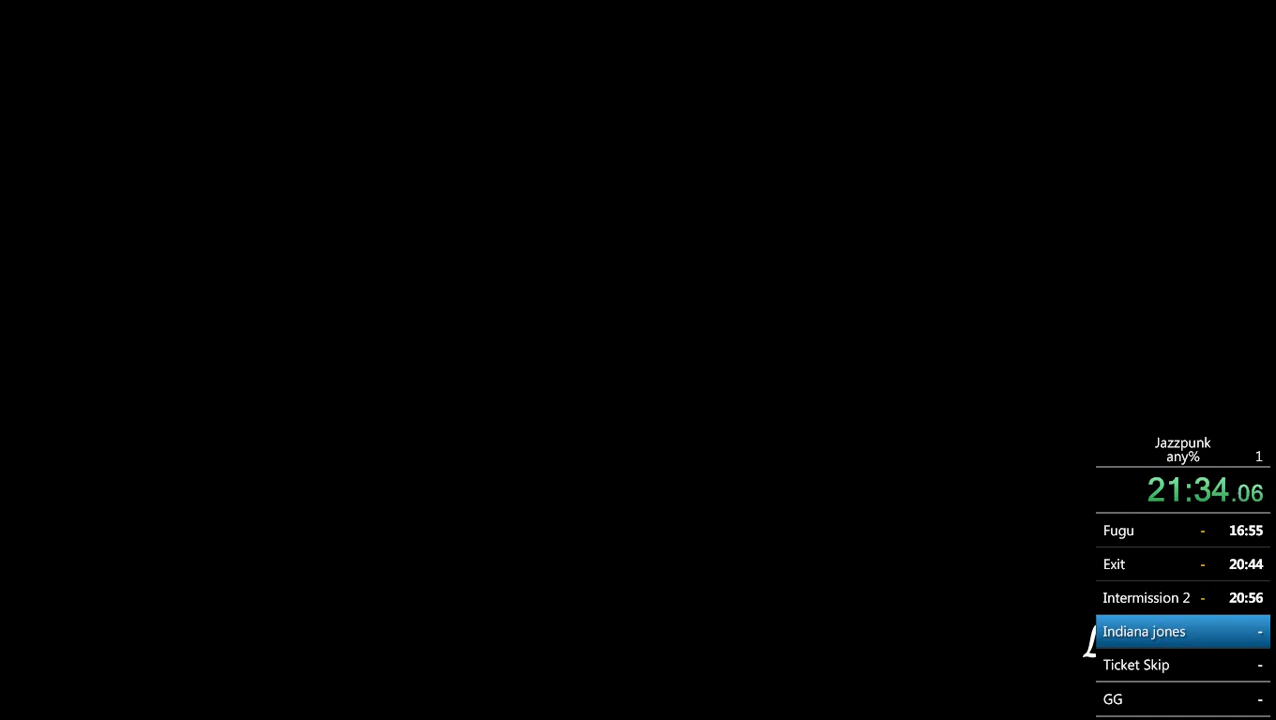 Jazzpunk
any% 1
21:34.06
Fugu - 16:55
Exit - 20:44
Intermission 2 - 20:56
Indiana jones -
Ticket Skip -
GG -